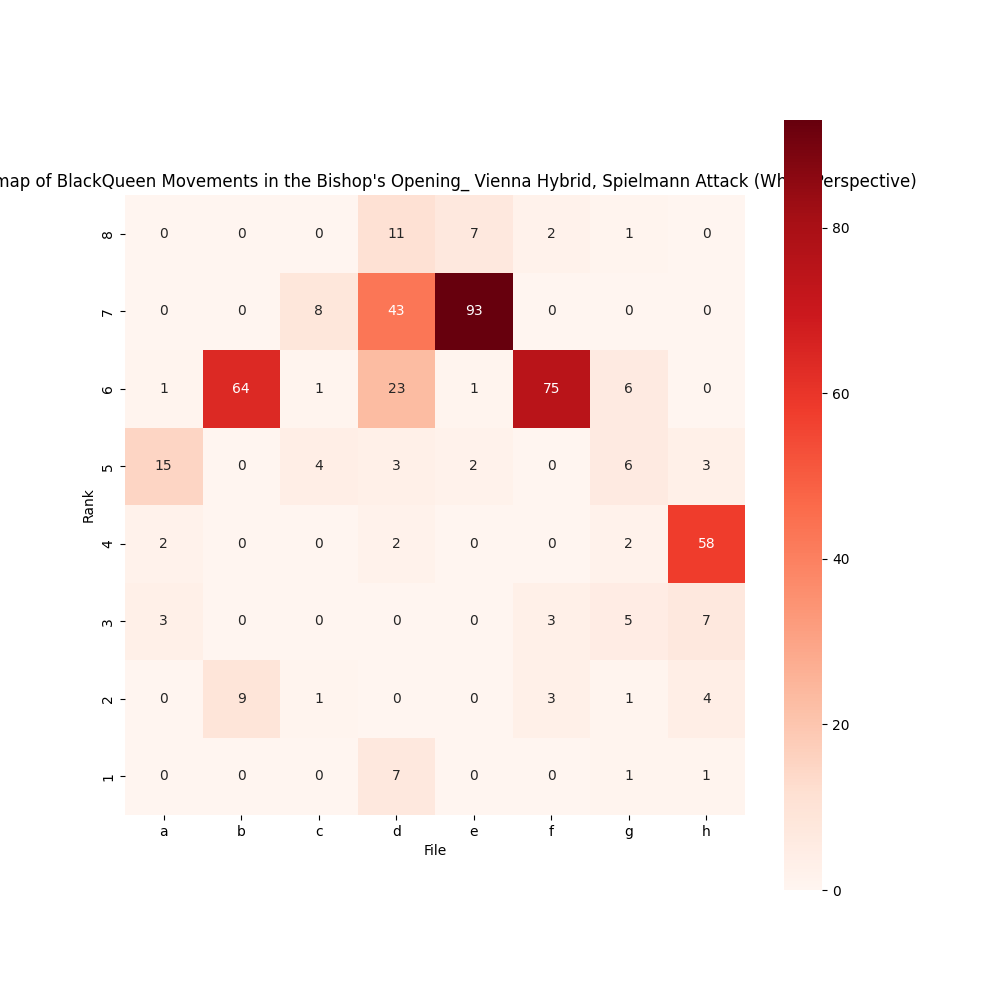 map of BlackQueen Movements in the Bishop's Opening_ Vienna Hybrid, Spielmann Attack (Wh Perspective)
8 0 0 0 11 7 2 1 0
7 0 0 8 43 93 0 0 0
6 1 64 1 23 1 75 6 0
5 15 0 4 3 2 0 6 3
4 2 0 0 2 0 0 2 58
3 3 0 0 0 0 3 5 7
2 0 9 1 0 0 3 1 4
1 0 0 0 7 0 0 1 1
a b c d e f g h
File
Rank
80
60
40
20
0